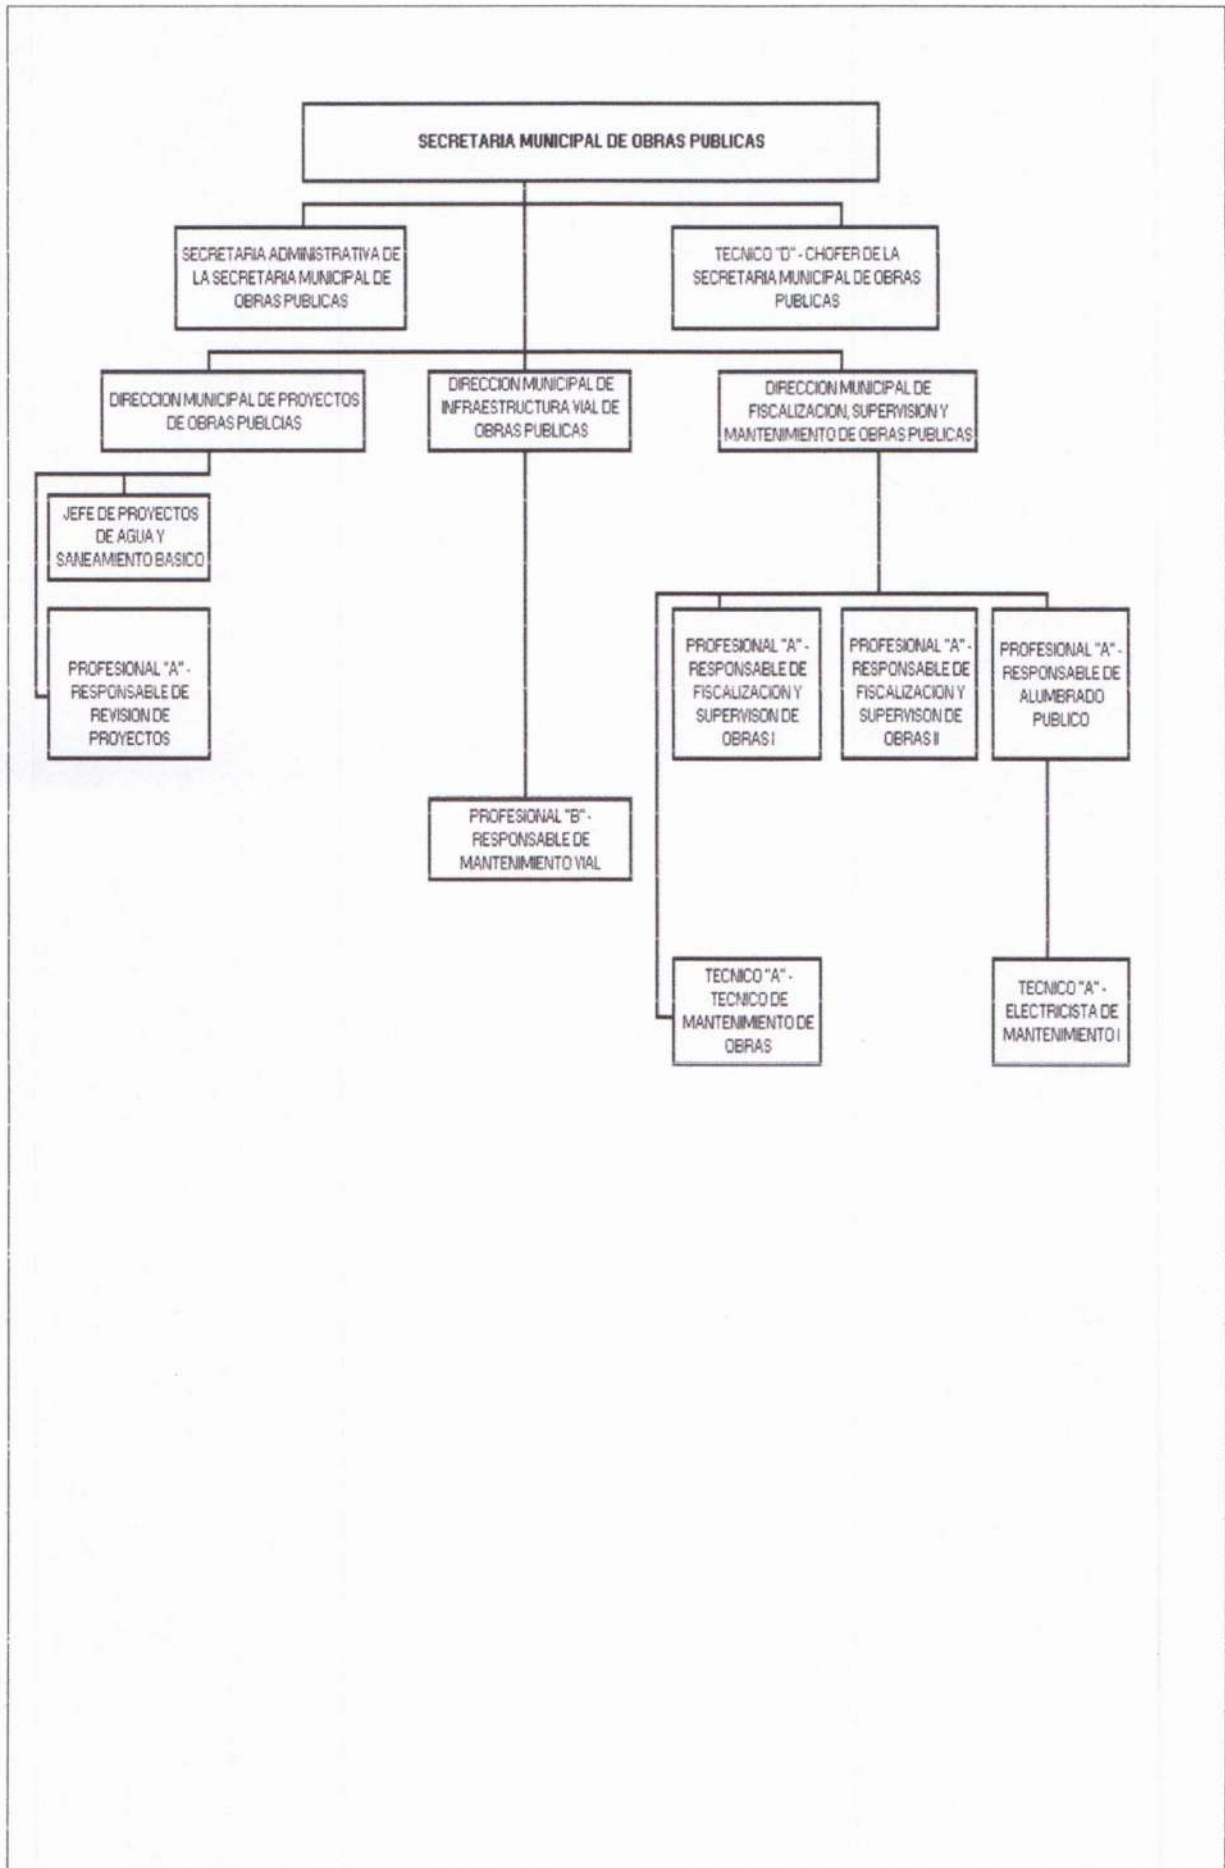 SECRETARIA MUNICIPAL DE OBRAS PUBLICAS
SECRETARIA ADMINISTRATIVA DE
LA SECRETARIA MUNICIPAL DE
OBRAS PUBLICAS
TECNICO "D" - CHOFER DE LA
SECRETARIA MUNICIPAL DE OBRAS
PUBLICAS
DIRECCION MUNICIPAL DE PROYECTOS
DE OBRAS PUBLCIAS
DIRECCION MUNICIPAL DE
INFRAESTRUCTURA VIAL DE
OBRAS PUBLICAS
DIRECCION MUNICIPAL DE
FISCALIZACION, SUPERVISION Y
MANTENIMIENTO DE OBRAS PUBLICAS
JEFE DE PROYECTOS
DE AGUA Y
SANEAMIENTO BASICO
PROFESIONAL "A" -
RESPONSABLE DE
REVISION DE
PROYECTOS
PROFESIONAL "A" -
RESPONSABLE DE
FISCALIZACION Y
SUPERVISON DE
OBRAS I
PROFESIONAL "A" -
RESPONSABLE DE
FISCALIZACION Y
SUPERVISON DE
OBRAS II
PROFESIONAL "A" -
RESPONSABLE DE
ALUMBRADO
PUBLICO
PROFESIONAL "B" -
RESPONSABLE DE
MANTENIMIENTO VIAL
TECNICO "A" -
TECNICO DE
MANTENIMIENTO DE
OBRAS
TECNICO "A" -
ELECTRICISTA DE
MANTENIMIENTO I